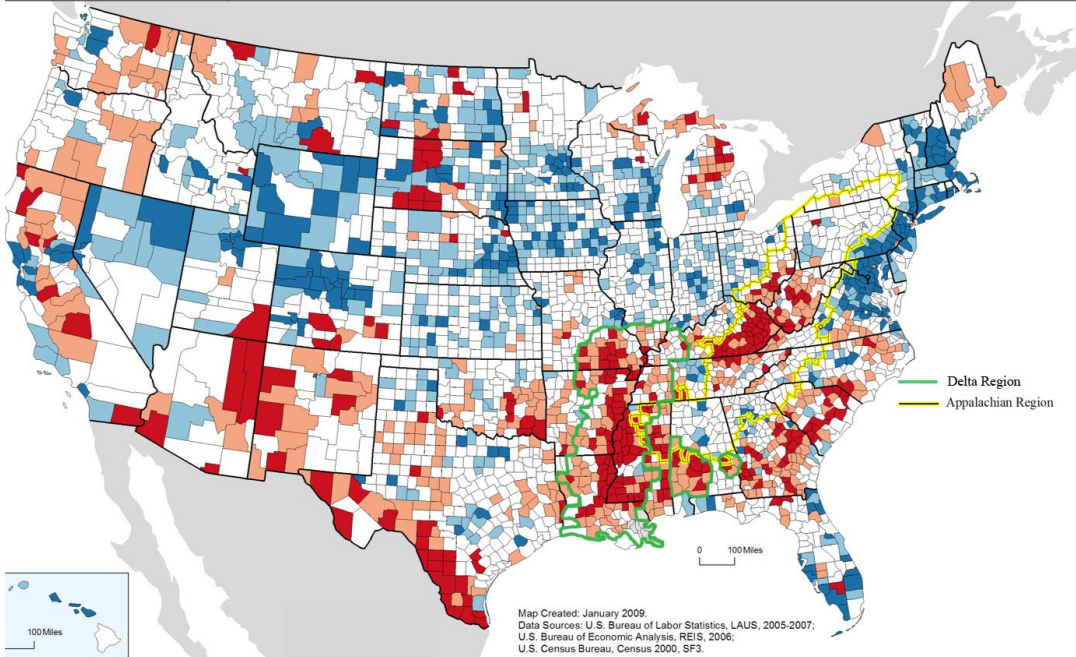 Delta Region
Appalachian Region
0 100 Miles
100 Miles
Map Created: January 2009.
Data Sources: U.S. Bureau of Labor Statistics, LAUS, 2005-2007;
U.S. Bureau of Economic Analysis, REIS, 2006;
U.S. Census Bureau, Census 2000, SF3.